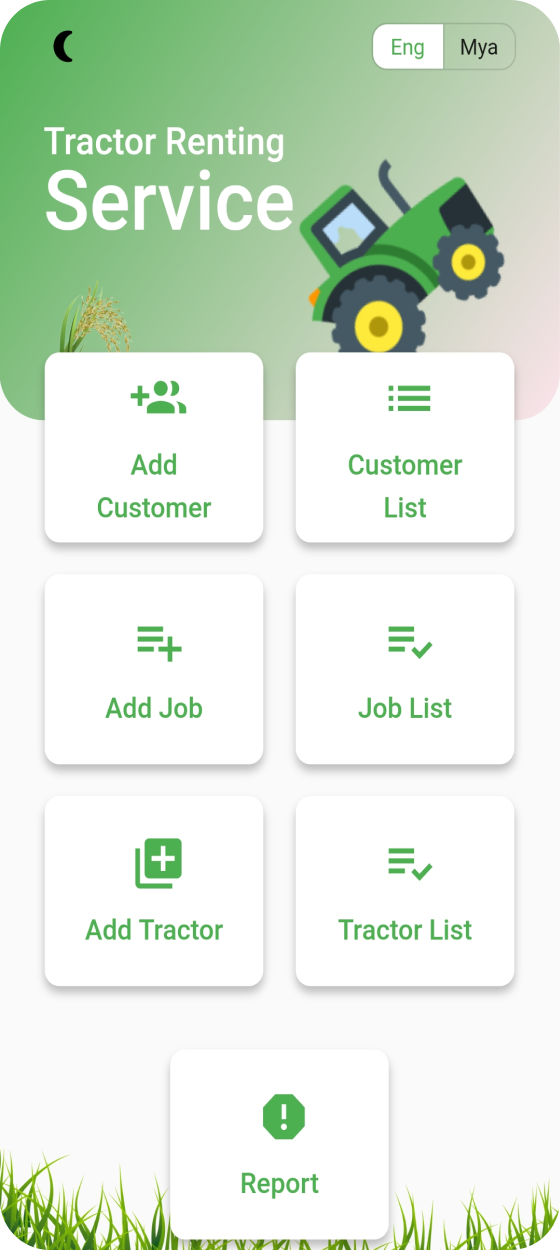 Eng Mya
Tractor Renting
Service
Add
Customer
Customer
List
Add Job
Job List
Add Tractor
Tractor List
Report